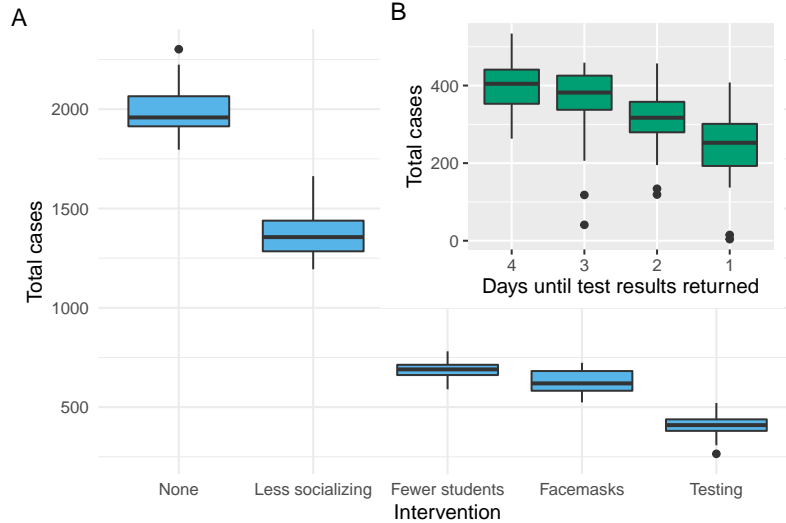 A
Total cases
2000
1500
1000
500
None
Less socializing
Fewer students
Facemasks
Testing
Intervention
B
Total cases
400
200
0
4
3
2
1
Days until test results returned